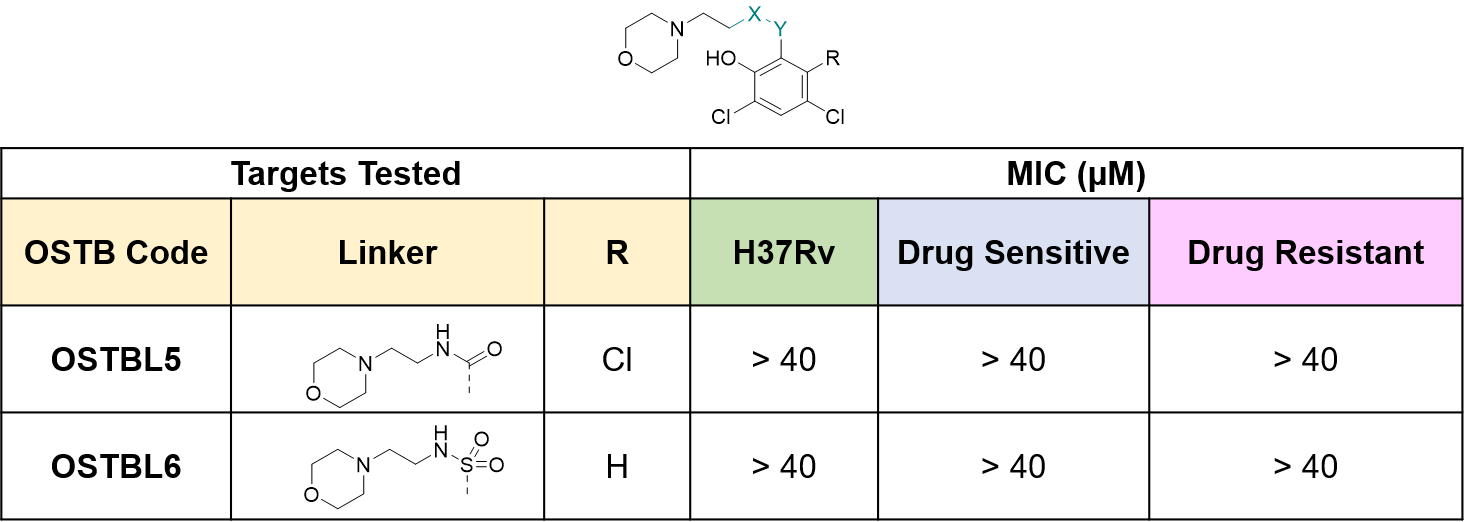 X
Y
N
O
HO
R
Cl
Cl
Targets Tested
MIC (µM)
OSTB Code
Linker
R
H37Rv
Drug Sensitive
Drug Resistant
OSTBL5
H
N
N
O
O
Cl
> 40
> 40
> 40
OSTBL6
H
N
O
N
S
O
O
H
> 40
> 40
> 40